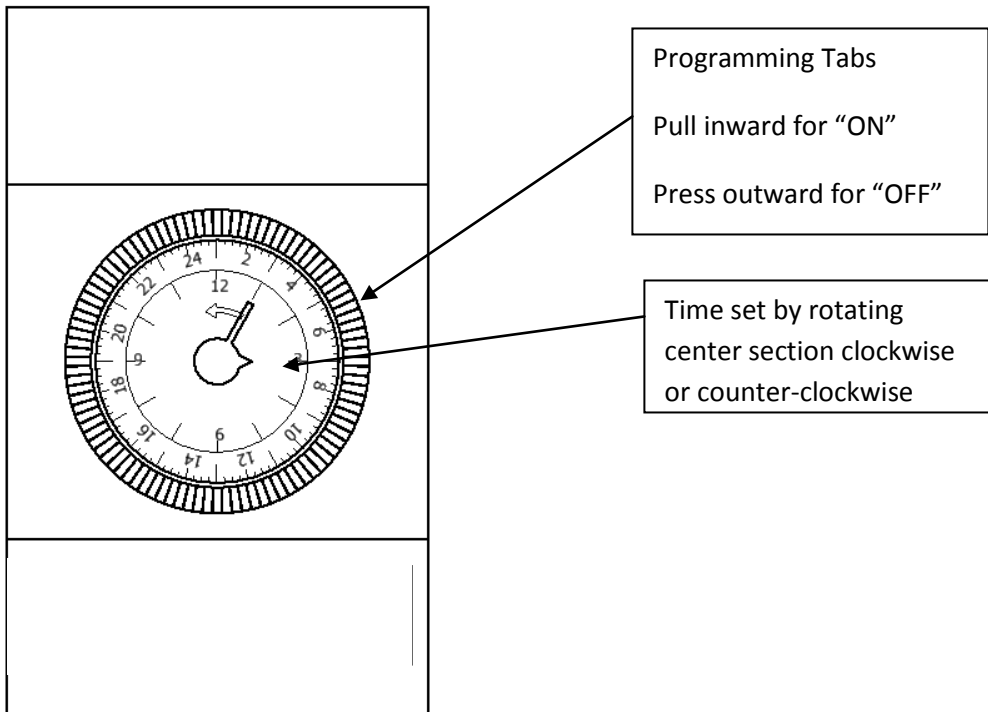 Programming Tabs
Pull inward for “ON”
Press outward for “OFF”
Time set by rotating
center section clockwise
or counter-clockwise
24
2
4
6
8
10
12
14
16
18
20
22
12
3
6
9